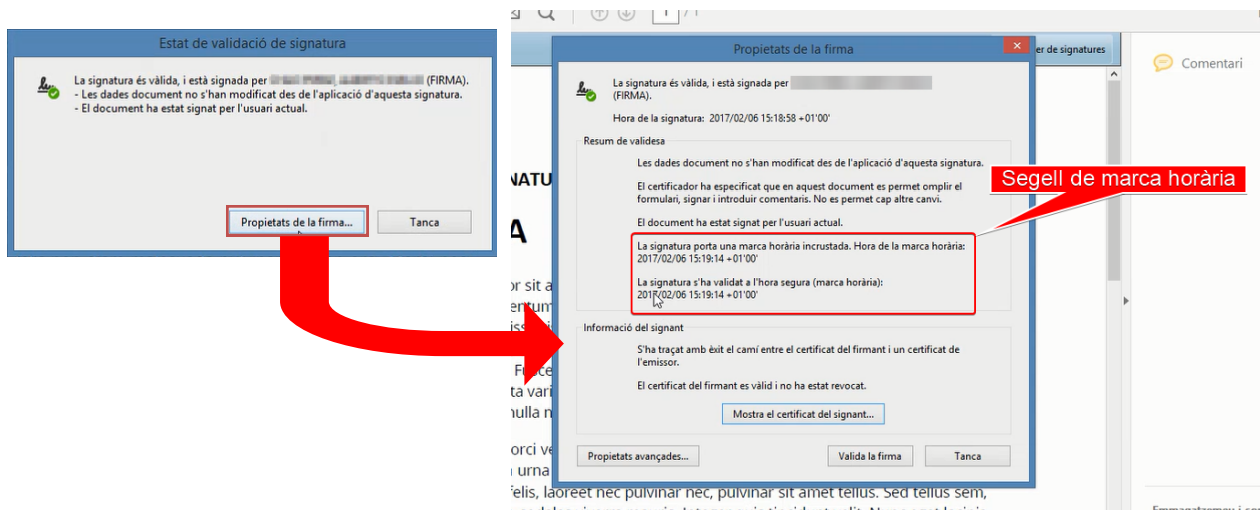 Estat de validació de signatura
La signatura és vàlida, i està signada per (FIRMA).
- Les dades document no s'han modificat des de l'aplicació d'aquesta signatura.
- El document ha estat signat per l'usuari actual.
Propietats de la firma...
Tanca
1 / 1
er de signatures
Comentari
Propietats de la firma
La signatura és vàlida, i està signada per
(FIRMA).
Hora de la signatura: 2017/02/06 15:18:58 +01'00'
Resum de validesa
Les dades document no s'han modificat des de l'aplicació d'aquesta signatura.
El certificador ha especificat que en aquest document es permet omplir el
formulari, signar i introduir comentaris. No es permet cap altre canvi.
El document ha estat signat per l'usuari actual.
La signatura porta una marca horària incrustada. Hora de la marca horària:
2017/02/06 15:19:14 +01'00'
La signatura s'ha validat a l'hora segura (marca horària):
2017/02/06 15:19:14 +01'00'
Segell de marca horària
Informació del signant
S'ha traçat amb èxit el camí entre el certificat del firmant i un certificat de
l'emissor.
El certificat del firmant es vàlid i no ha estat revocat.
Mostra el certificat del signant...
Propietats avançades...
Valida la firma
Tanca
NATU
A
or sit a
entum
ta vari
nulla n
orci ve
urna
felis, laoreet nec pulvinar nec, pulvinar sit amet tellus. Sed tellus sem,